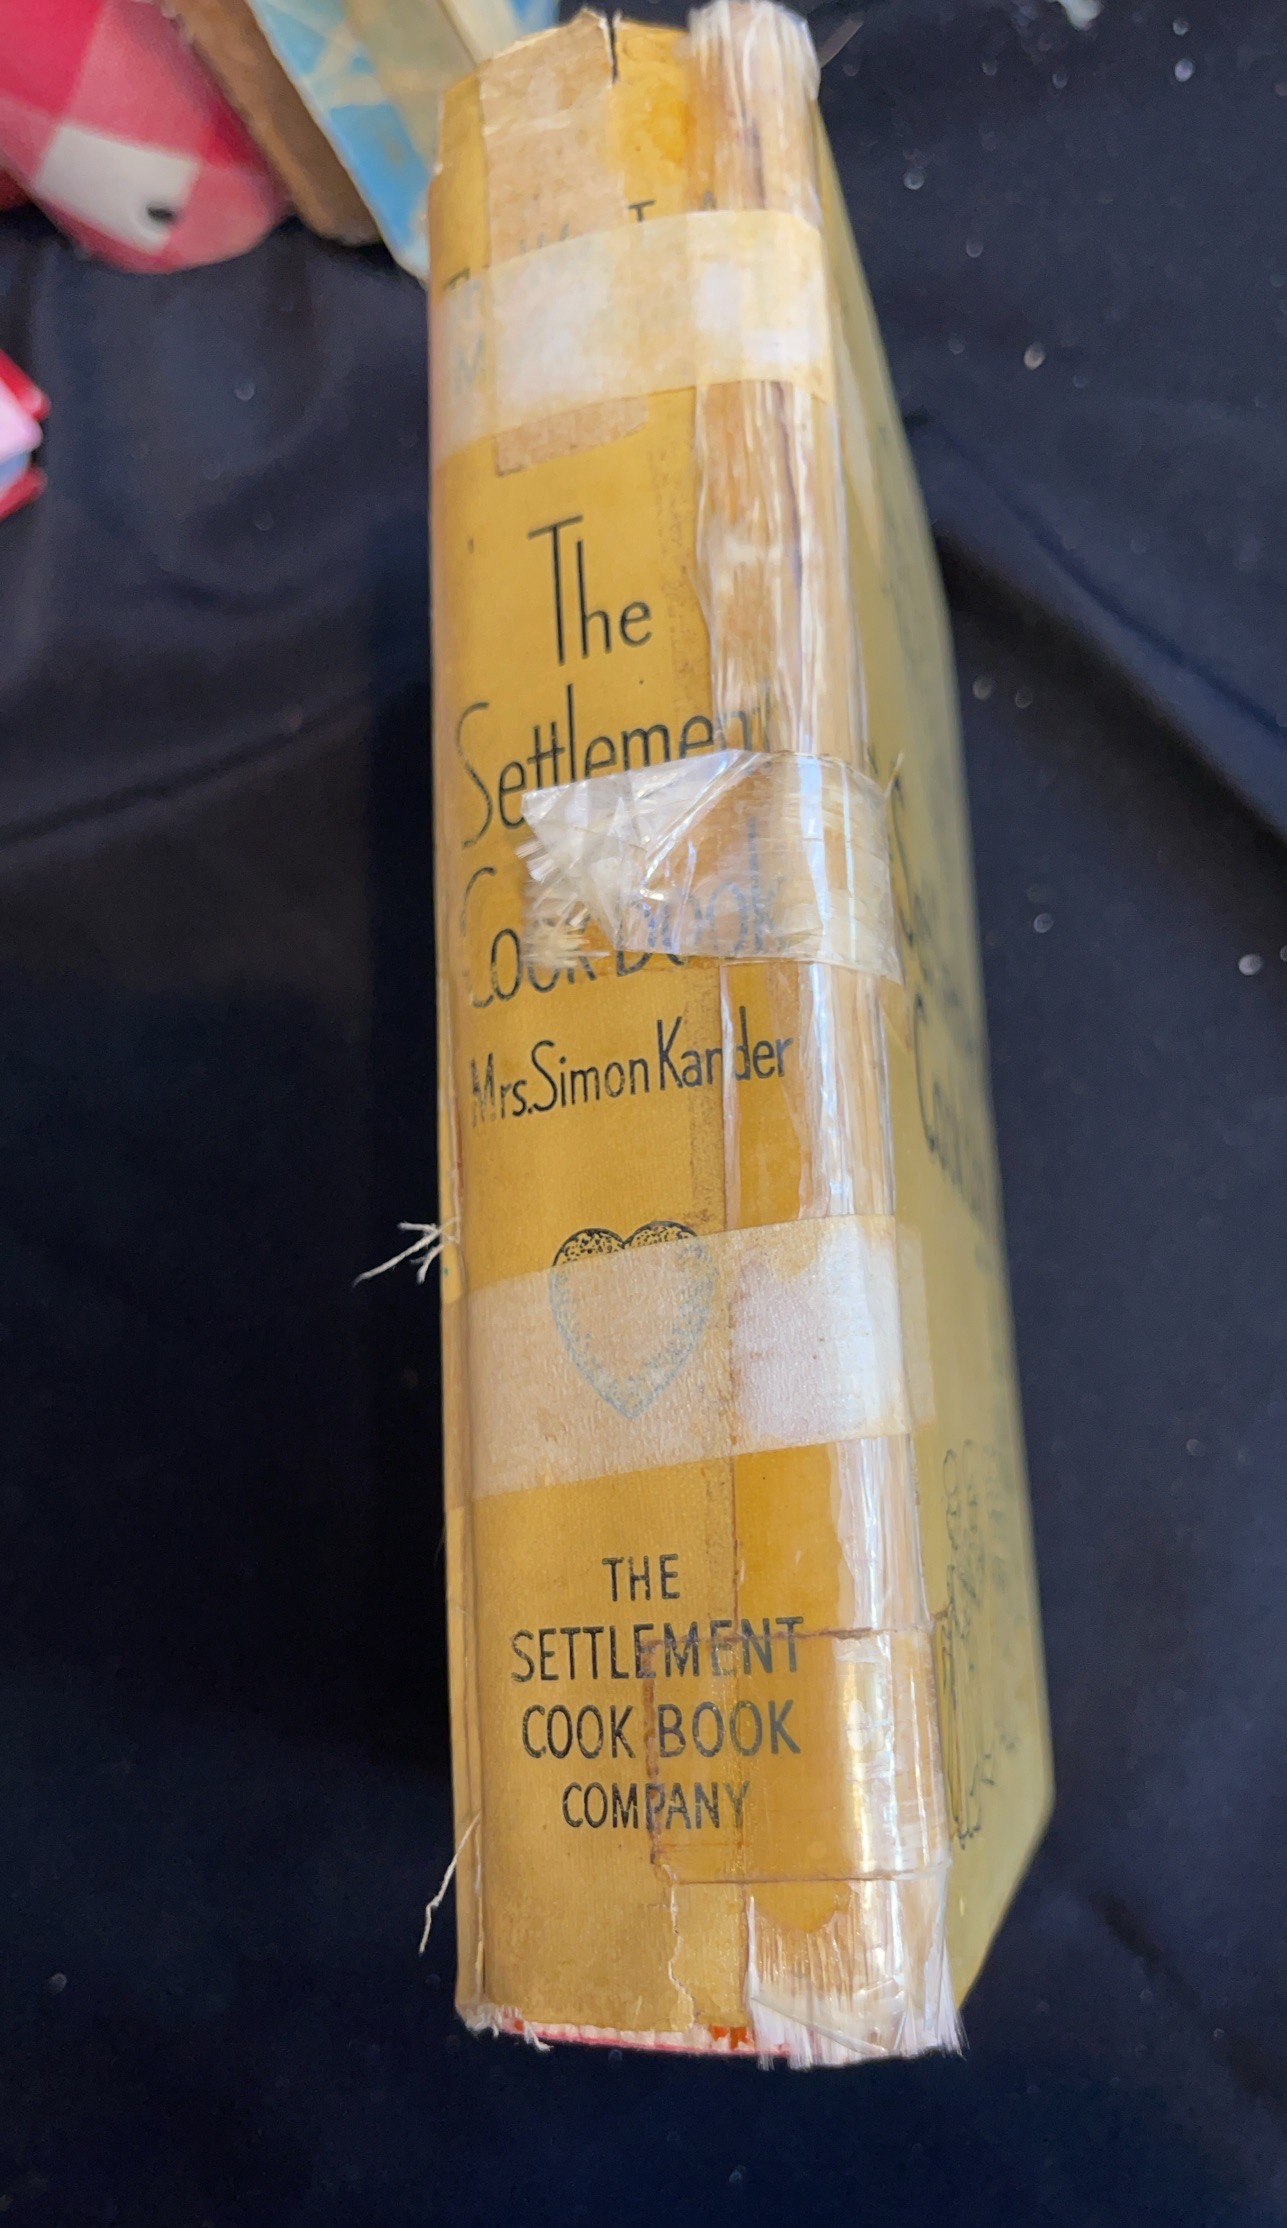 The
Settlement
Cook Book
Mrs. Simon Kander
THE
SETTLEMENT
COOK BOOK
COMPANY